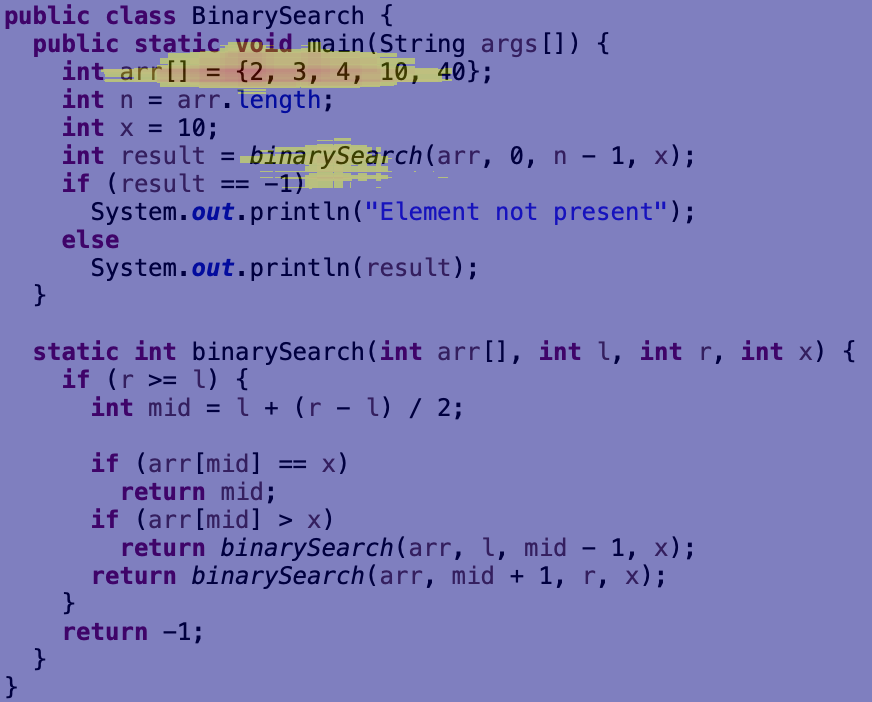 public class BinarySearch {
  public static void main(String args[]) {
    int arr[] = {2, 3, 4, 10, 40};
    int n = arr.length;
    int x = 10;
    int result = binarySearch(arr, 0, n - 1, x);
    if (result == -1)
      System.out.println("Element not present");
    else
      System.out.println(result);
  }

  static int binarySearch(int arr[], int l, int r, int x) {
    if (r >= l) {
      int mid = l + (r - l) / 2;

      if (arr[mid] == x)
        return mid;
      if (arr[mid] > x)
        return binarySearch(arr, l, mid - 1, x);
      return binarySearch(arr, mid + 1, r, x);
    }
    return -1;
  }
}